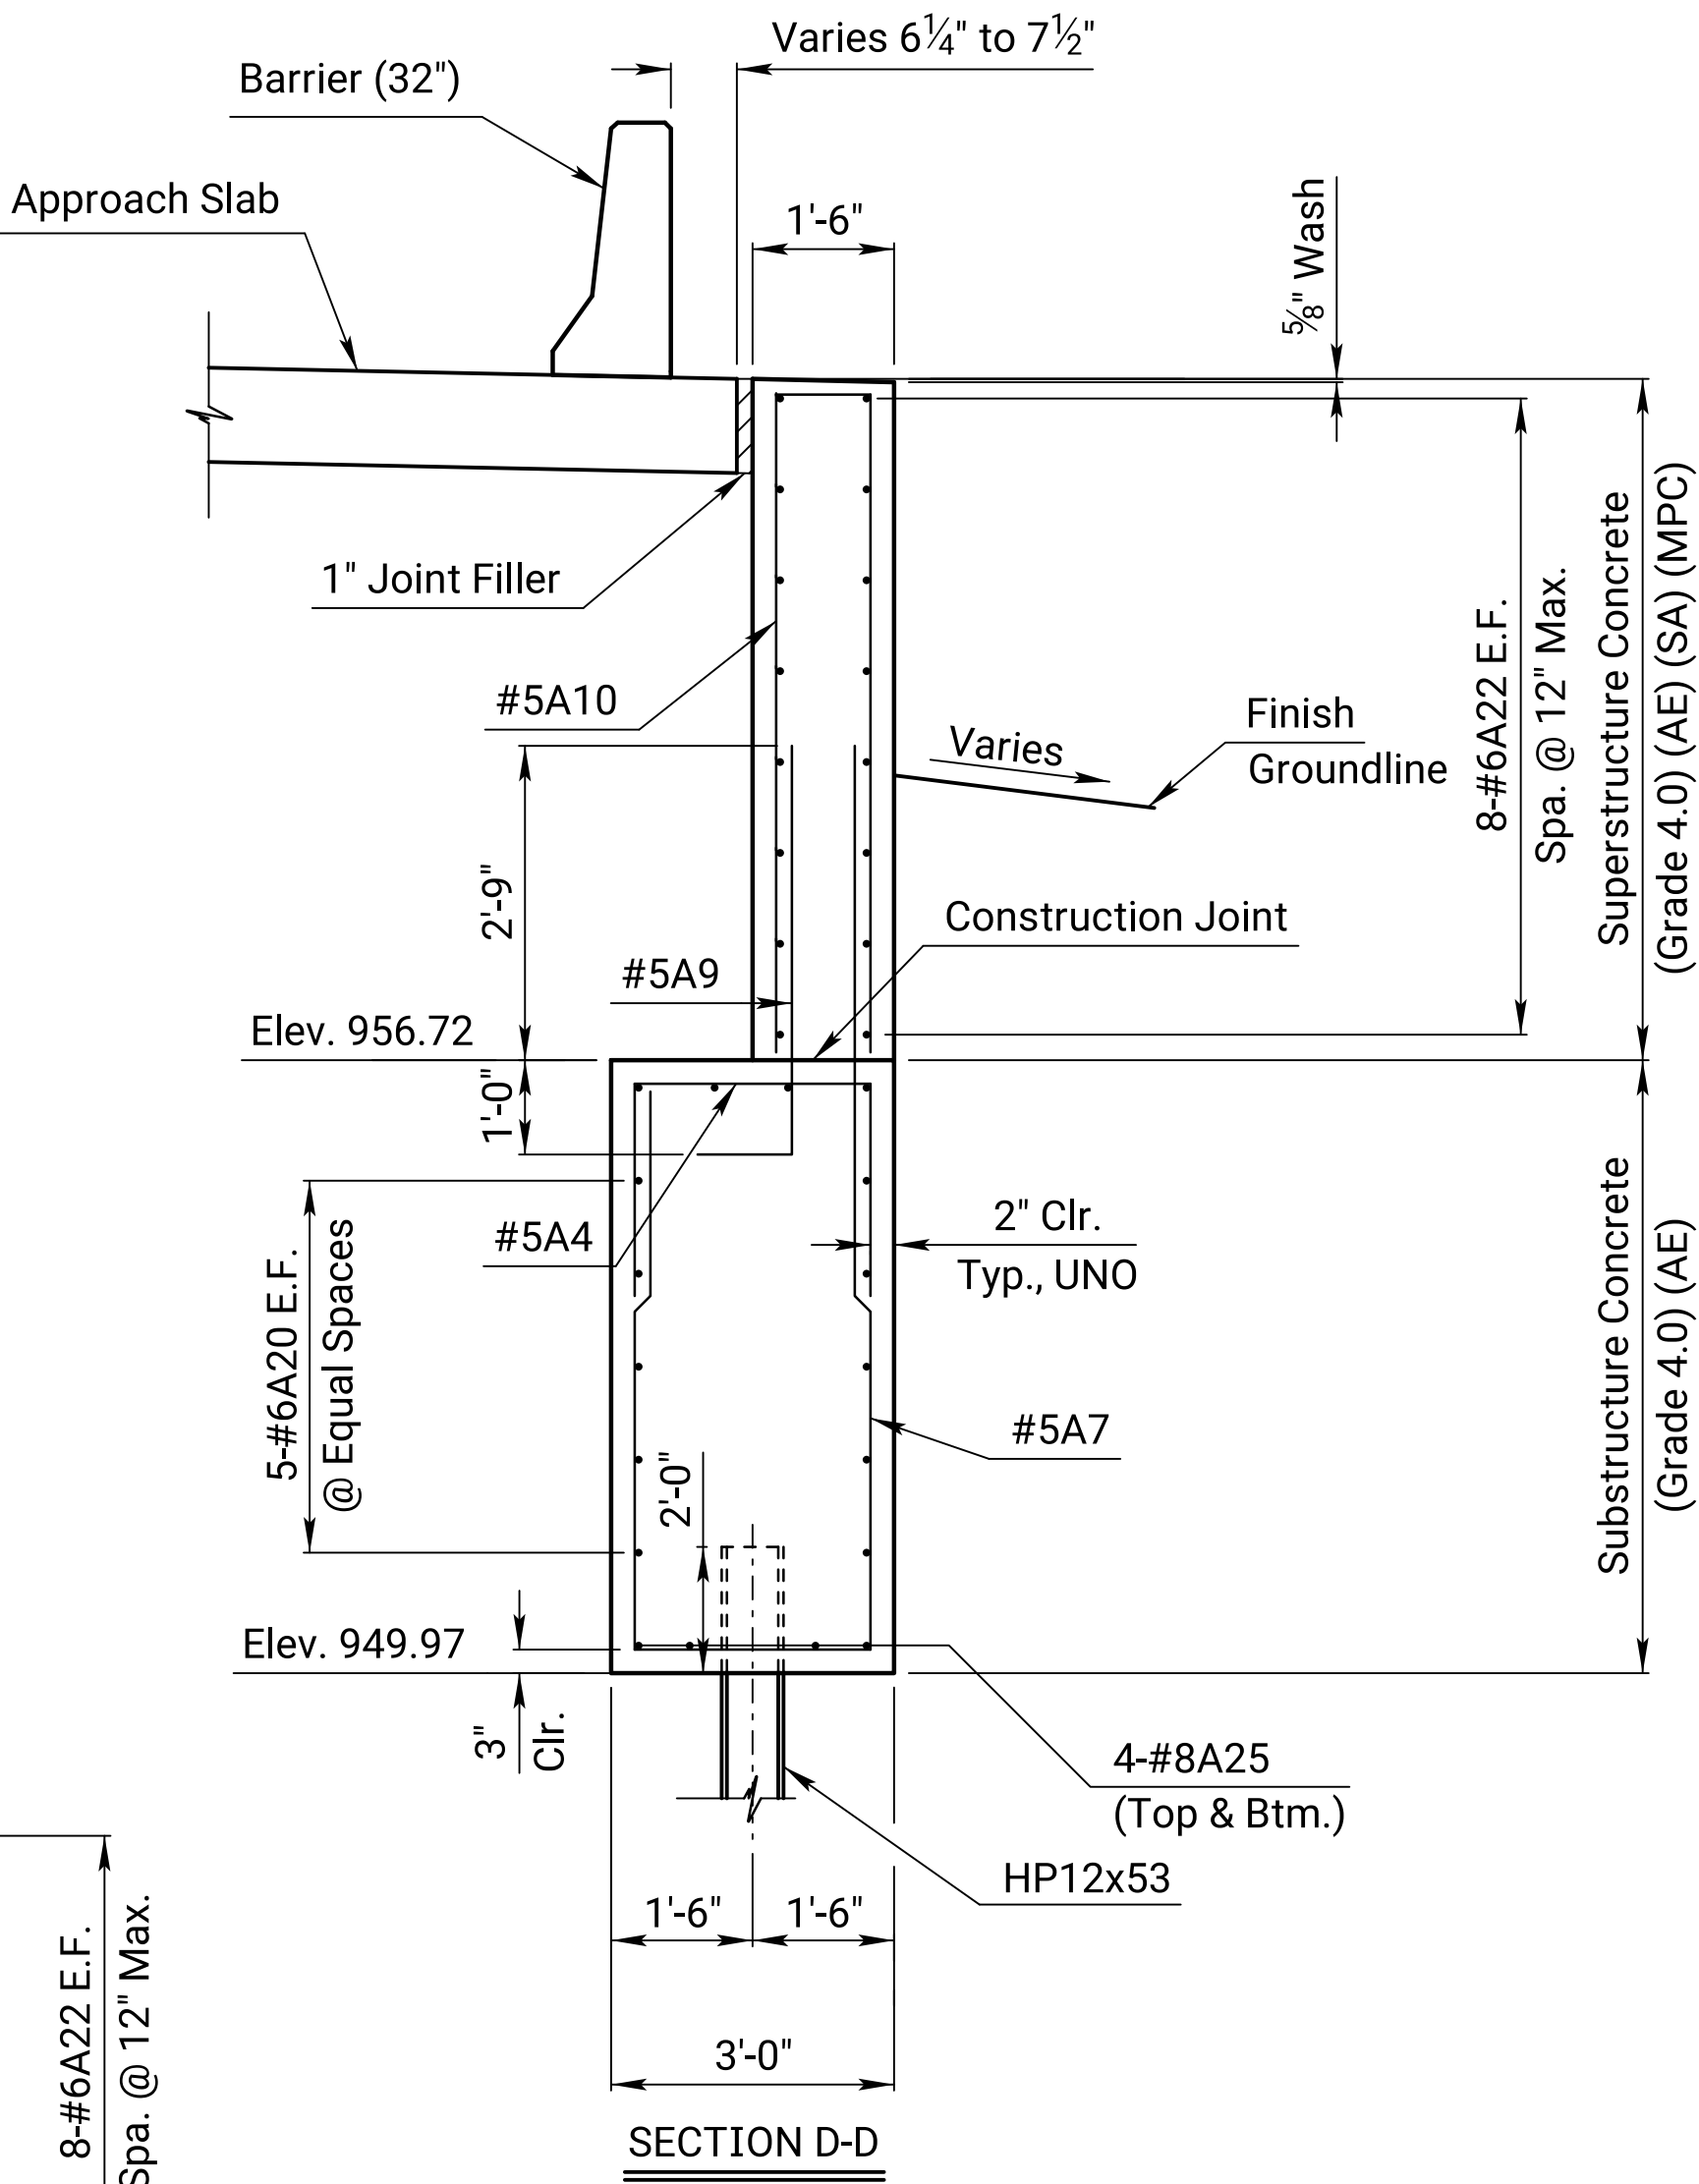 Varies 6¼" to 7½"
Barrier (32")
Approach Slab
1'-6"
⅝" Wash
1" Joint Filler
#5A10
Varies
Finish
Groundline
8-#6A22 E.F.
Spa. @ 12" Max.
Superstructure Concrete
(Grade 4.0) (AE) (SA) (MPC)
2'-9"
Construction Joint
#5A9
Elev. 956.72
1'-0"
#5A4
2" Clr.
Typ., UNO
5-#6A20 E.F.
@ Equal Spaces
Substructure Concrete
(Grade 4.0) (AE)
#5A7
2'-0"
Elev. 949.97
3"
Clr.
4-#8A25
(Top & Btm.)
HP12x53
1'-6"
1'-6"
8-#6A22 E.F.
Spa. @ 12" Max.
3'-0"
SECTION D-D